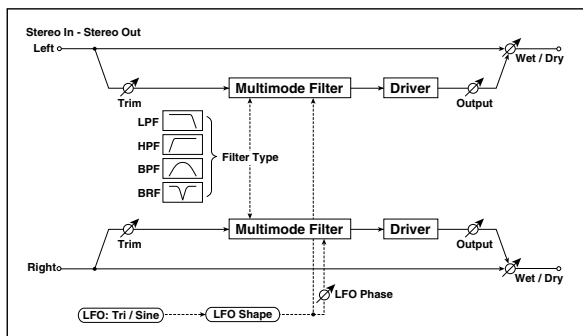 Stereo In - Stereo Out
Left
Wet / Dry
Trim
Multimode Filter
Driver
Output
LPF
HPF
BPF
BRF
Filter Type
Multimode Filter
Driver
Trim
Output
Right
Wet / Dry
LFO Phase
LFO: Tri / Sine
LFO Shape